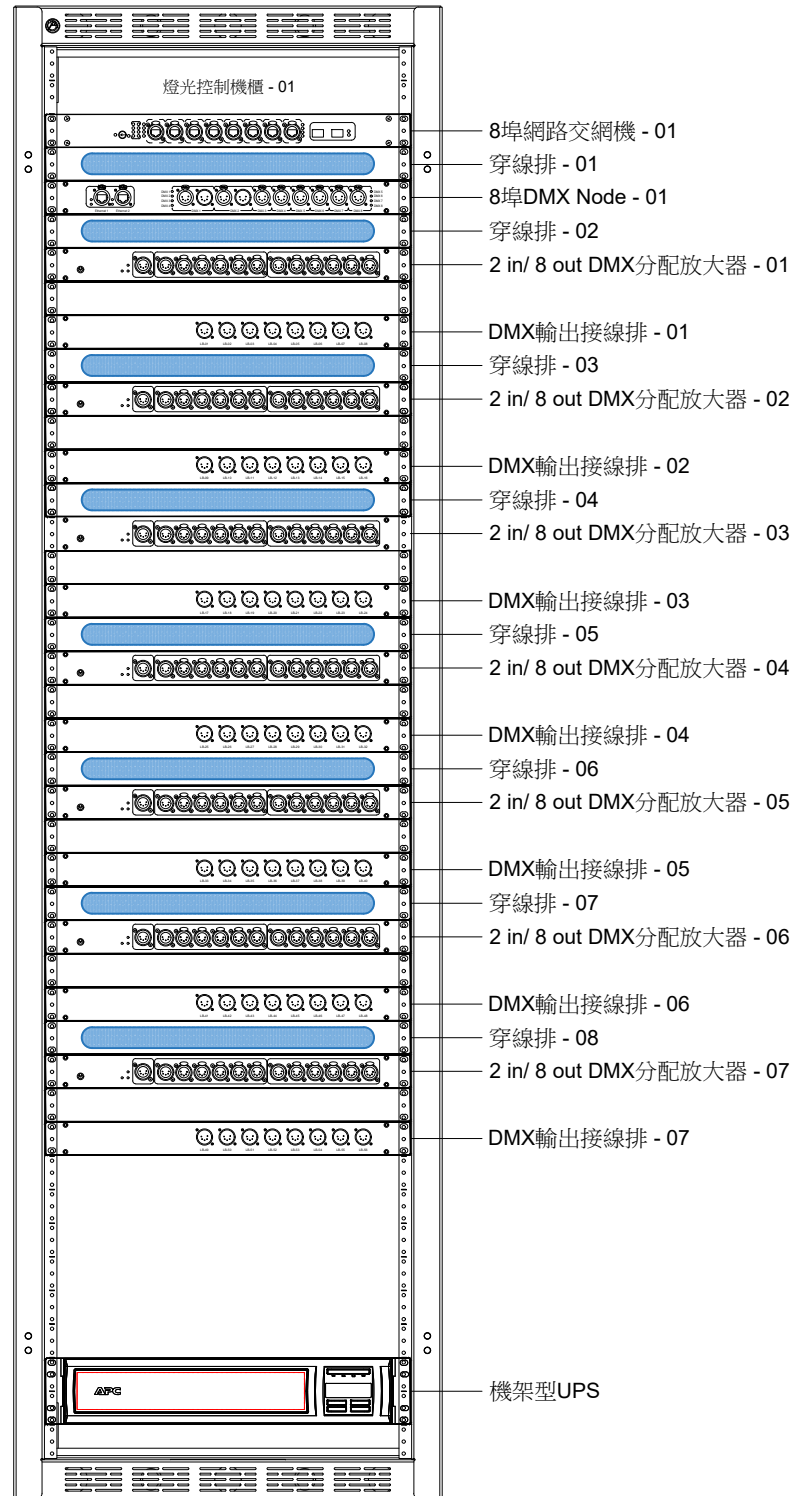 燈光控制機櫃 - 01
8埠網路交網機 - 01
穿線排 - 01
8埠DMX Node - 01
穿線排 - 02
2 in/ 8 out DMX分配放大器 - 01
DMX輸出接線排 - 01
穿線排 - 03
2 in/ 8 out DMX分配放大器 - 02
DMX輸出接線排 - 02
穿線排 - 04
2 in/ 8 out DMX分配放大器 - 03
DMX輸出接線排 - 03
穿線排 - 05
2 in/ 8 out DMX分配放大器 - 04
DMX輸出接線排 - 04
穿線排 - 06
2 in/ 8 out DMX分配放大器 - 05
DMX輸出接線排 - 05
穿線排 - 07
2 in/ 8 out DMX分配放大器 - 06
DMX輸出接線排 - 06
穿線排 - 08
2 in/ 8 out DMX分配放大器 - 07
DMX輸出接線排 - 07
APC
機架型UPS